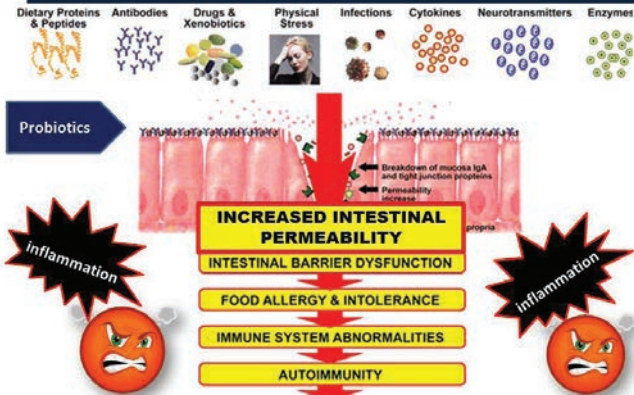 Dietary Proteins
& Peptides
Antibodies
Drugs &
Xenobiotics
Physical
Stress
Infections
Cytokines
Neurotransmitters
Enzymes
Probiotics
Breakdown of mucosa IgA
and tight junction propteins
Permeability
increase
INCREASED INTESTINAL
PERMEABILITY
propria
INTESTINAL BARRIER DYSFUNCTION
FOOD ALLERGY & INTOLERANCE
IMMUNE SYSTEM ABNORMALITIES
AUTOIMMUNITY
inflammation
inflammation